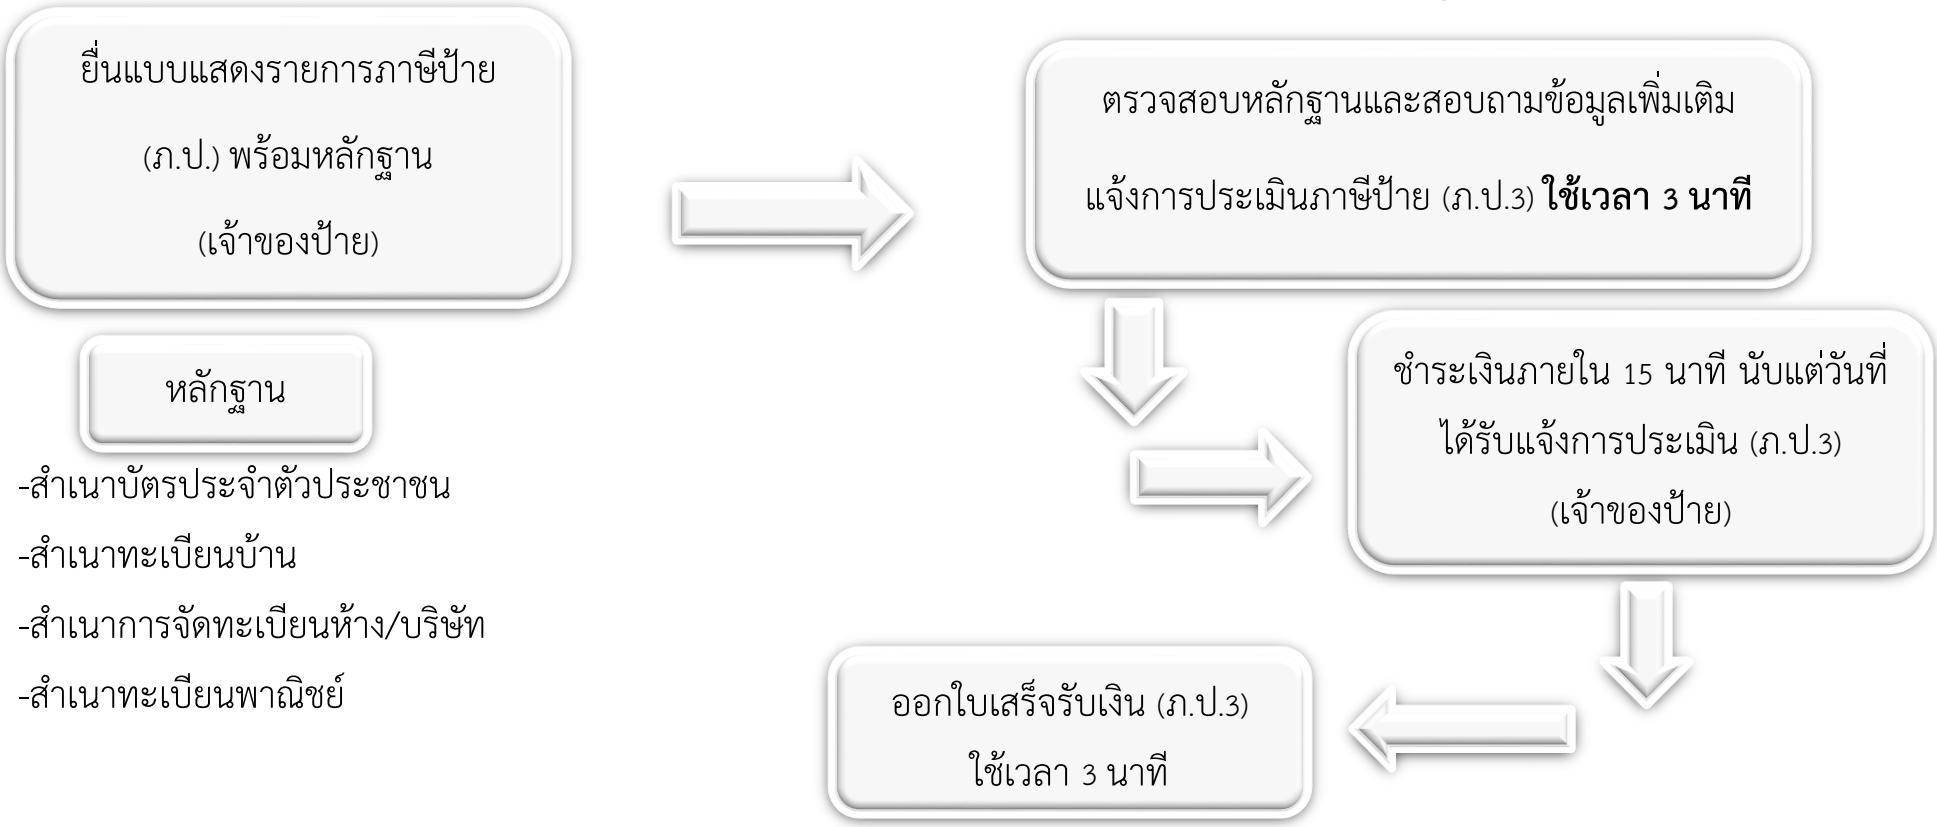 ยื่นแบบแสดงรายการภาษีป้าย
(ภ.ป.) พร้อมหลักฐาน
(เจ้าของป้าย)
ตรวจสอบหลักฐานและสอบถามข้อมูลเพิ่มเติม
แจ้งการประเมินภาษีป้าย (ภ.ป.3) ใช้เวลา 3 นาที
หลักฐาน
-สำเนาบัตรประจำตัวประชาชน
-สำเนาทะเบียนบ้าน
-สำเนาการจัดทะเบียนห้าง/บริษัท
-สำเนาทะเบียนพาณิชย์
ชำระเงินภายใน 15 นาที นับแต่วันที่
ได้รับแจ้งการประเมิน (ภ.ป.3)
(เจ้าของป้าย)
ออกใบเสร็จรับเงิน (ภ.ป.3)
ใช้เวลา 3 นาที